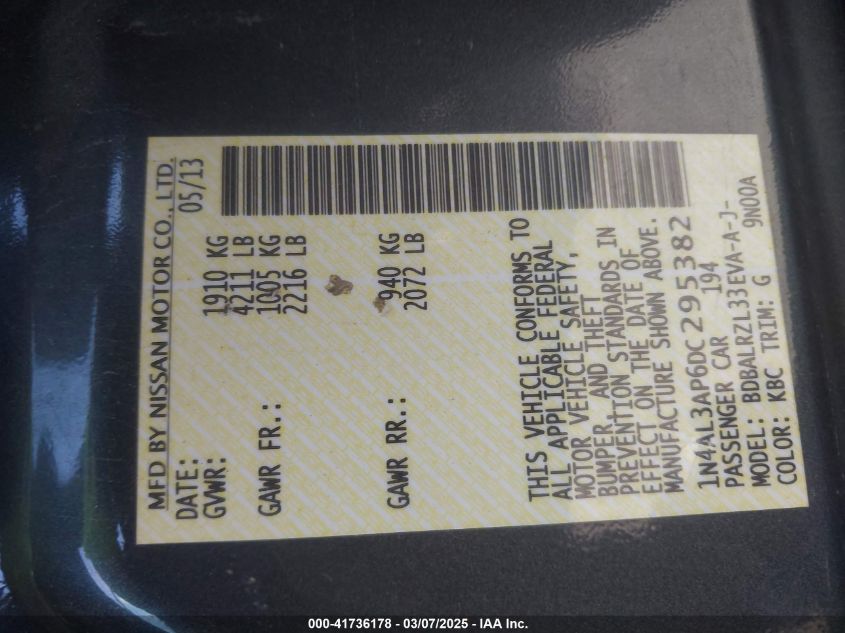 MFD BY NISSAN MOTOR CO., LTD.
DATE: 05/13
GVWR: 1910 KG
4211 LB
GAWR FR.: 1005 KG
2216 LB
GAWR RR.: 940 KG
2072 LB
THIS VEHICLE CONFORMS TO
ALL APPLICABLE FEDERAL
MOTOR VEHICLE SAFETY,
BUMPER AND THEFT
PREVENTION STANDARDS IN
EFFECT ON THE DATE OF
MANUFACTURE SHOWN ABOVE.
1N4AL3AP6DC295382
PASSENGER CAR 194
MODEL: BDBALRZL33EVA-A-J-
COLOR: KBC TRIM: G 9N00A
000-41736178 - 03/07/2025 - IAA Inc.